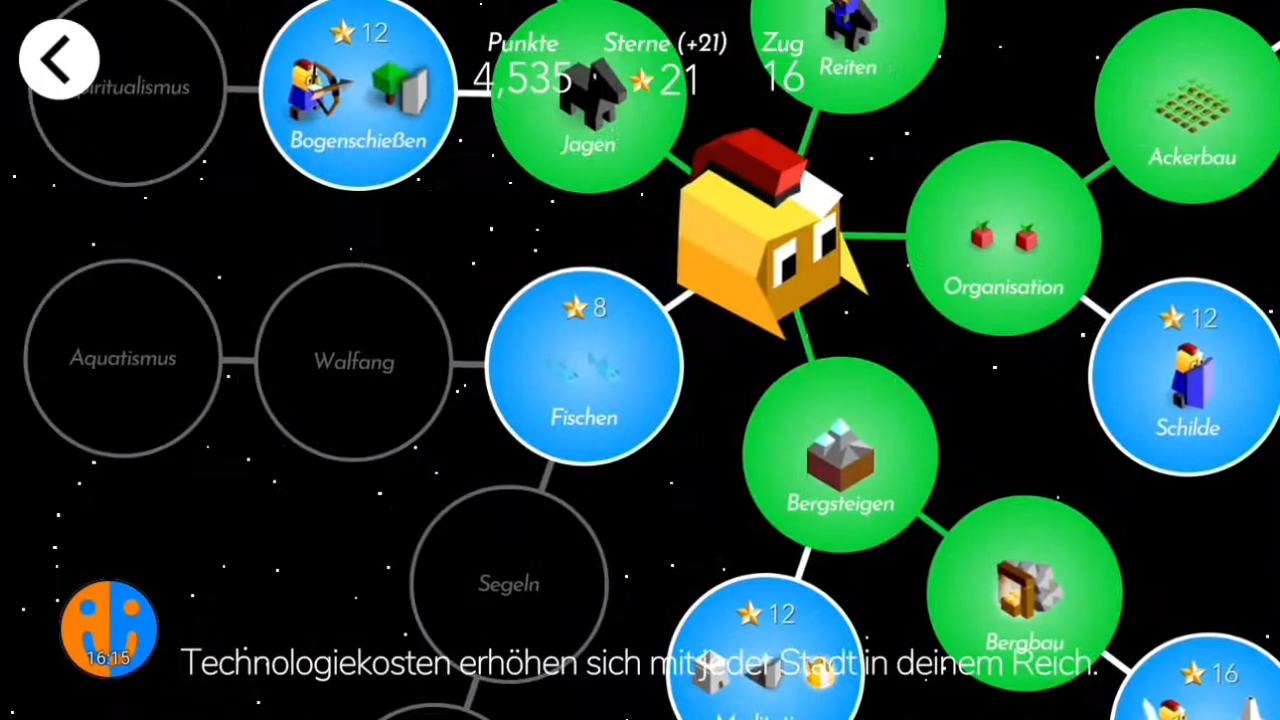 Spiritualismus
12
Bogenschießen
Punkte
4,535
Sterne (+21)
21
Zug
16
Jagen
Reiten
Ackerbau
Organisation
12
Schilde
Aquatismus
Walfang
8
Fischen
Bergsteigen
Segeln
12
Bergbau
16
16:15
Technologiekosten erhöhen sich mit jeder Stadt in deinem Reich.